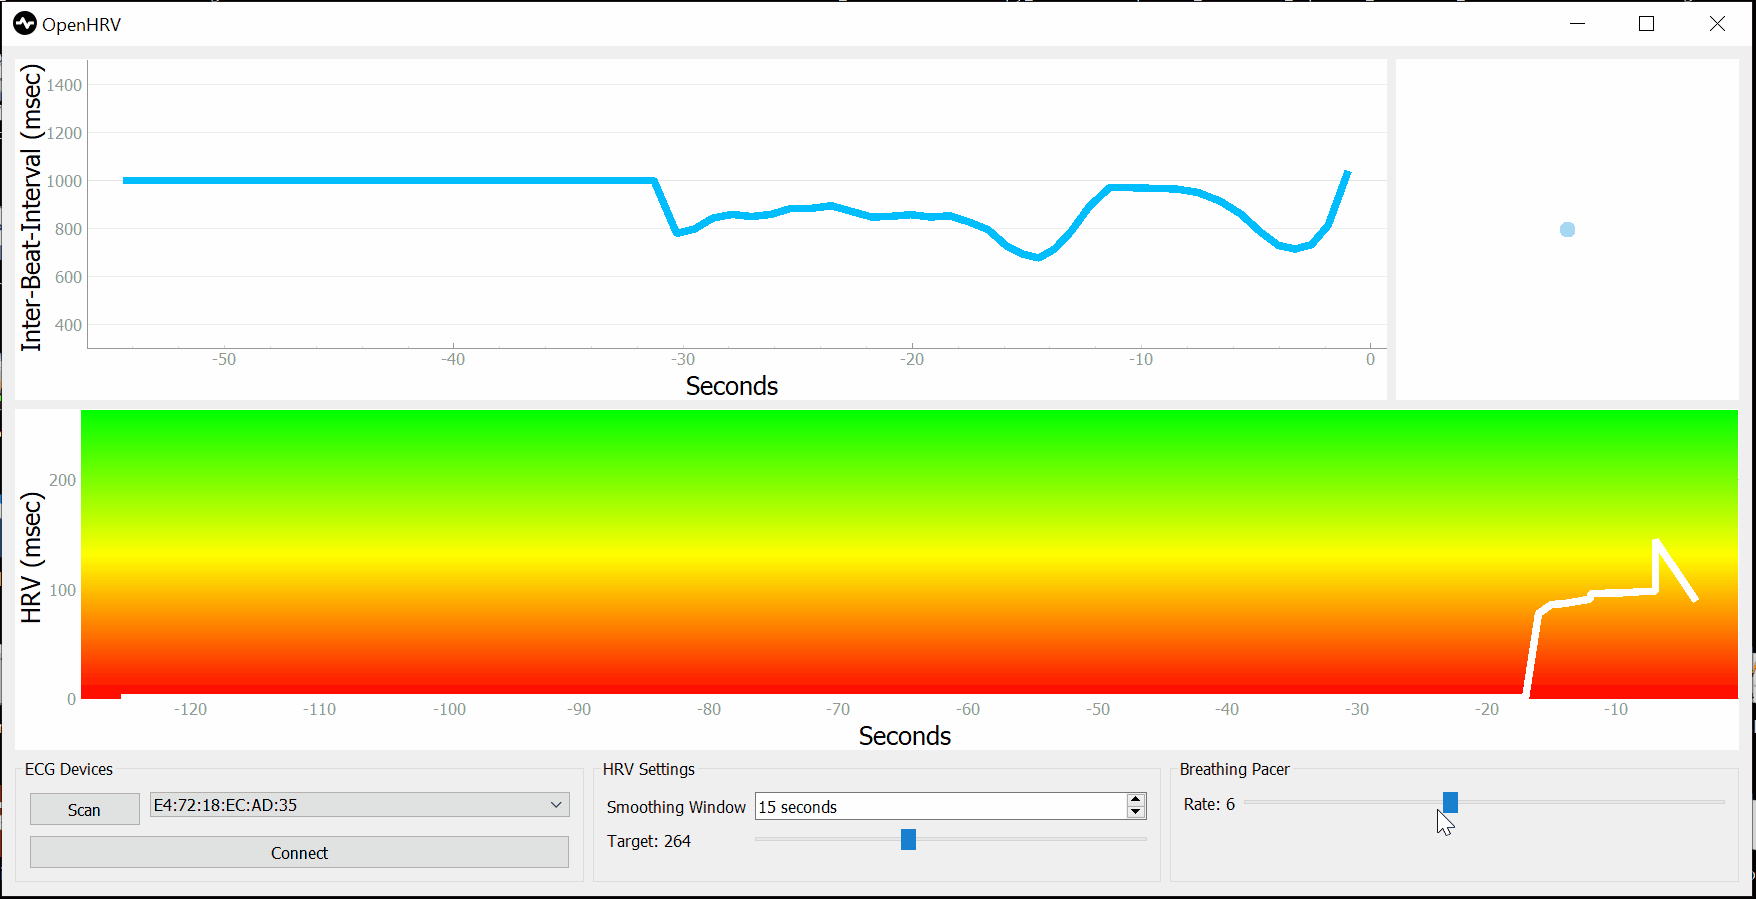 OpenHRV
Inter-Beat-Interval (msec)
1400
1200
1000
800
600
400
-50 -40 -30 -20 -10 0
Seconds
HRV (msec)
200
100
0
-120 -110 -100 -90 -80 -70 -60 -50 -40 -30 -20 -10
Seconds
ECG Devices
Scan E4:72:18:EC:AD:35
Connect
HRV Settings
Smoothing Window 15 seconds
Target: 264
Breathing Pacer
Rate: 6